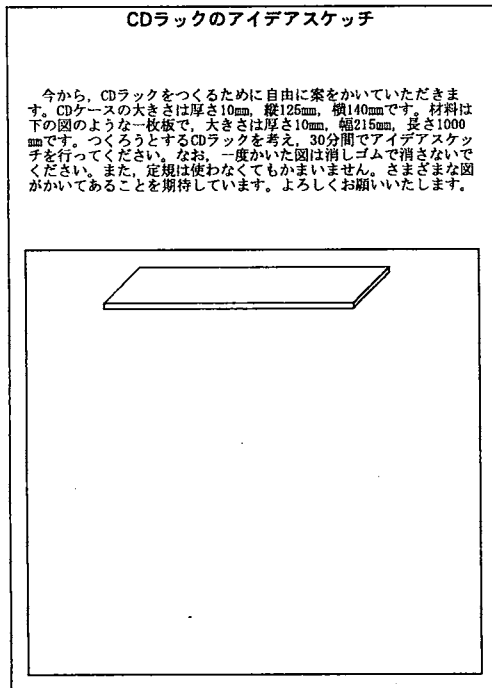 CDラックのアイデアスケッチ
今から，CDラックをつくるために自由に案をかいていただきま
す。CDケースの大きさは厚さ10mm，縦125mm，横140mmです。材料は
下の図のような一枚板で，大きさは厚さ10mm，幅215mm，長さ1000
mmです。つくろうとするCDラックを考え，30分間でアイデアスケッ
チを行ってください。なお，一度かいた図は消しゴムで消さないで
ください。また，定規は使わなくてもかまいません。さまざまな図
がかいてあることを期待しています。よろしくお願いいたします。